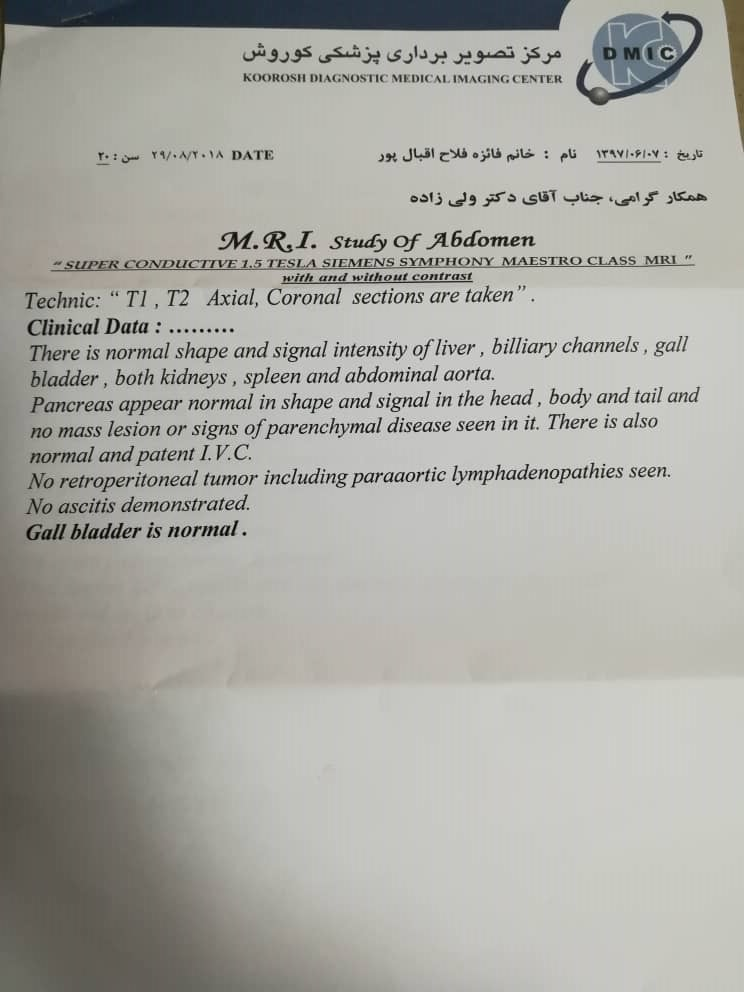 مرکز تصویر برداری پزشکی کوروش
KOOROSH DIAGNOSTIC MEDICAL IMAGING CENTER
KC
DMIC
تاریخ : ۱۳۹۷/۰۶/۰۷ نام : خانم فائزه فلاح اقبال پور DATE ۲۹/۰۸/۲۰۱۸ سن : ۲۰
همکار گرامی، جناب آقای دکتر ولی زاده
M.R.I. Study Of Abdomen
“ SUPER CONDUCTIVE 1.5 TESLA SIEMENS SYMPHONY MAESTRO CLASS MRI ”
with and without contrast
Technic: “ T1 , T2 Axial, Coronal sections are taken” .
Clinical Data : .........
There is normal shape and signal intensity of liver , billiary channels , gall
bladder , both kidneys , spleen and abdominal aorta.
Pancreas appear normal in shape and signal in the head , body and tail and
no mass lesion or signs of parenchymal disease seen in it. There is also
normal and patent I.V.C.
No retroperitoneal tumor including paraaortic lymphadenopathies seen.
No ascitis demonstrated.
Gall bladder is normal .